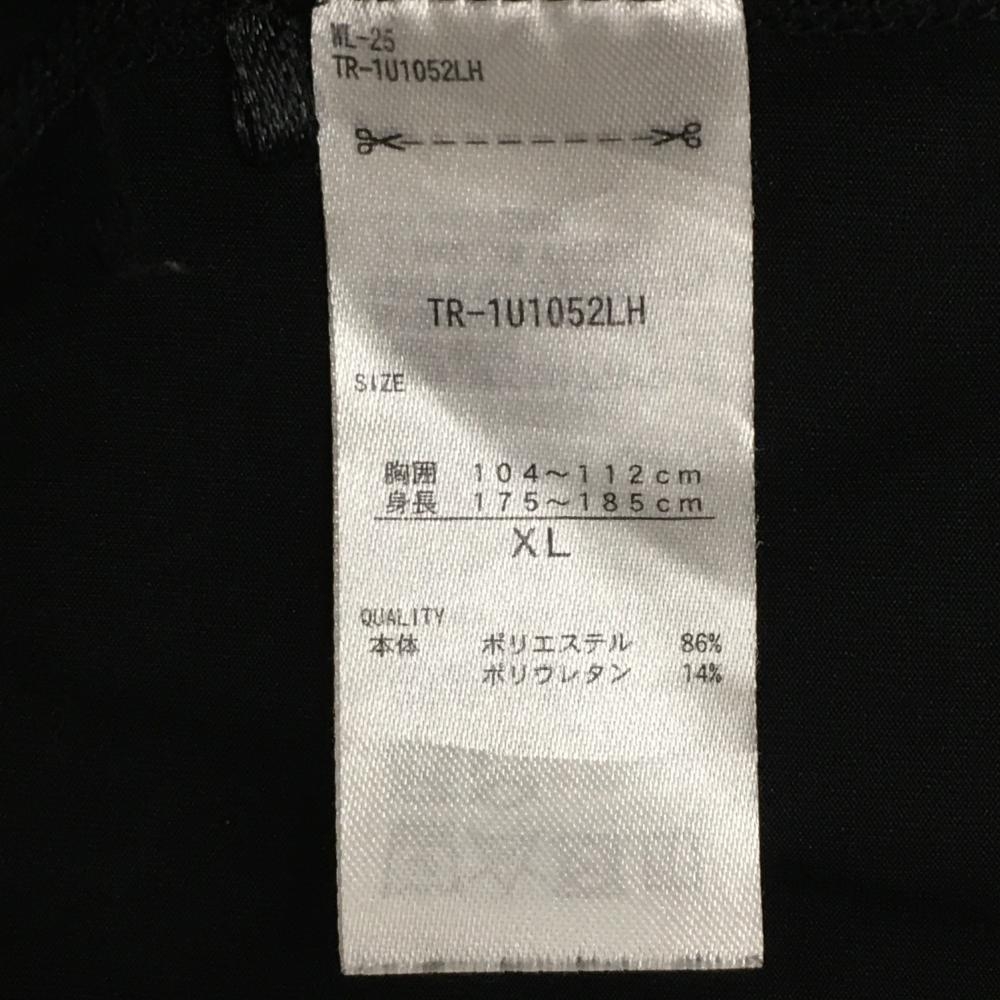 WL-25
TR-1U1052LH
TR-1U1052LH
SIZE
胸囲 104～112cm
身長 175～185cm
XL
QUALITY
本体 ポリエステル 86%
ポリウレタン 14%